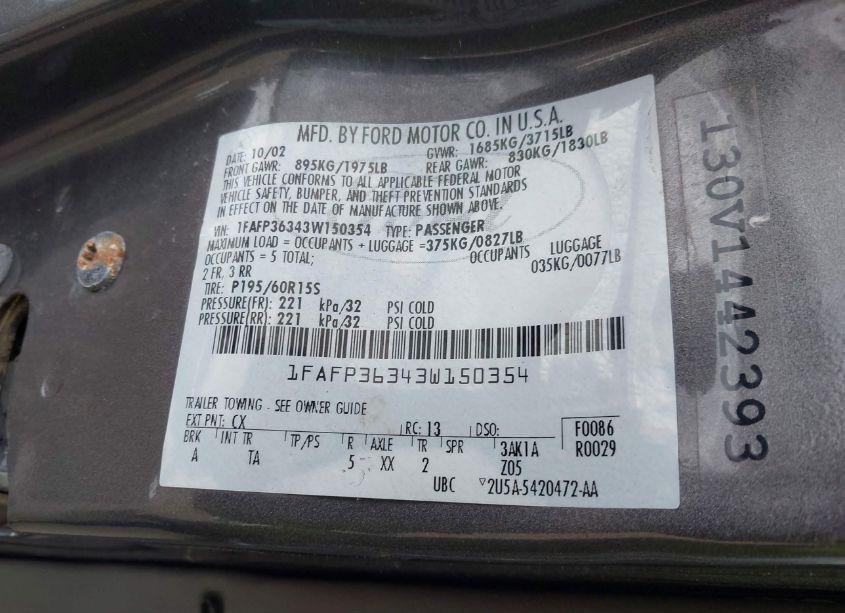 MFD. BY FORD MOTOR CO. IN U.S.A.
DATE: 10/02 GVWR: 1685KG/3715LB
FRONT GAWR: 895KG/1975LB REAR GAWR: 830KG/1830LB
THIS VEHICLE CONFORMS TO ALL APPLICABLE FEDERAL MOTOR
VEHICLE SAFETY, BUMPER, AND THEFT PREVENTION STANDARDS
IN EFFECT ON THE DATE OF MANUFACTURE SHOWN ABOVE.
VIN: 1FAFP36343W150354 TYPE: PASSENGER
MAXIMUM LOAD = OCCUPANTS + LUGGAGE =375KG/0827LB
OCCUPANTS = 5 TOTAL; OCCUPANTS LUGGAGE
2 FR, 3 RR 035KG/0077LB
TIRE: P195/60R15S
PRESSURE(FR): 221 kPa/32 PSI COLD
PRESSURE(RR): 221 kPa/32 PSI COLD
1FAFP36343W150354
TRAILER TOWING - SEE OWNER GUIDE
EXT PNT: CX RC: 13 DSO: F0086
BRK INT TR TP/PS R AXLE TR SPR 3AK1A R0029
A TA 5 XX 2 Z05
UBC ▽2U5A-5420472-AA
130V1442393